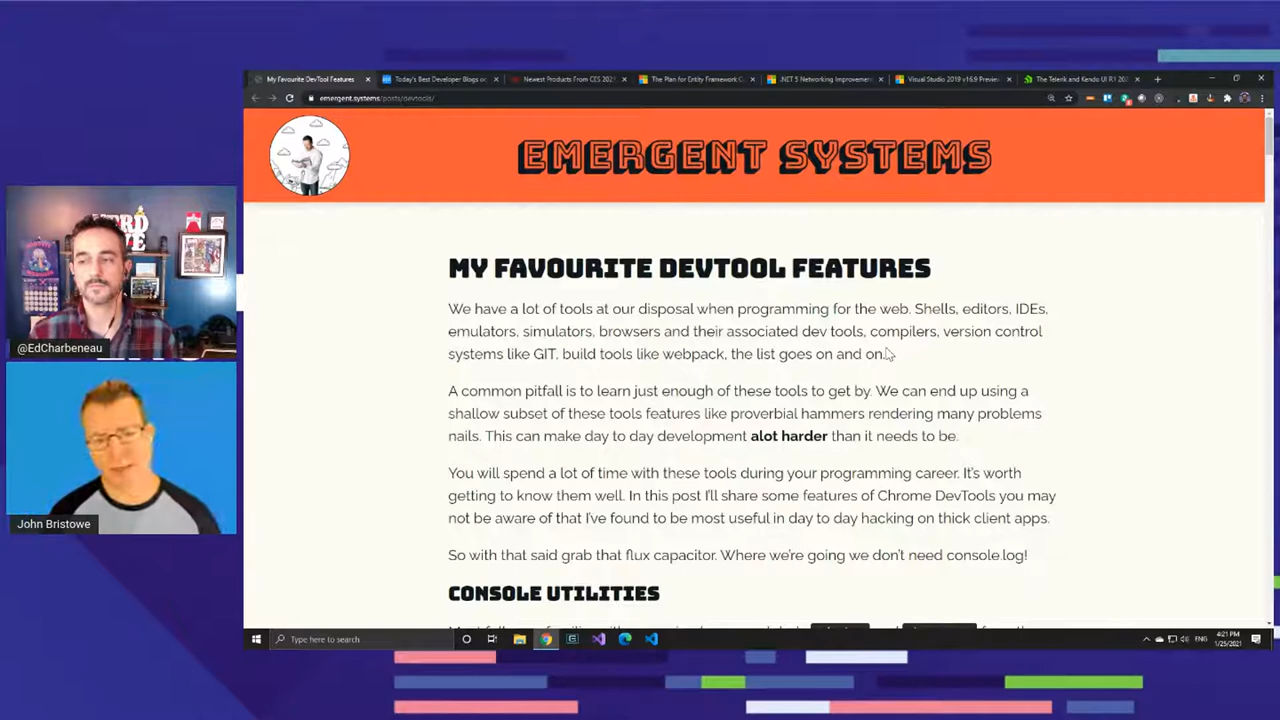 My Favourite DevTool Features
Today's Best Developer Blogs oc
Newest Products From CES 2021
The Plan for Entity Framework C
.NET 5 Networking Improvement
Visual Studio 2019 v16.9 Preview
The Telerik and Kendo UI R1 202
emergent.systems/posts/devtools/
EMERGENT SYSTEMS
MY FAVOURITE DEVTOOL FEATURES
We have a lot of tools at our disposal when programming for the web. Shells, editors, IDEs,
emulators, simulators, browsers and their associated dev tools, compilers, version control
systems like GIT, build tools like webpack, the list goes on and on.
A common pitfall is to learn just enough of these tools to get by. We can end up using a
shallow subset of these tools features like proverbial hammers rendering many problems
nails. This can make day to day development alot harder than it needs to be.
You will spend a lot of time with these tools during your programming career. It's worth
getting to know them well. In this post I'll share some features of Chrome DevTools you may
not be aware of that I've found to be most useful in day to day hacking on thick client apps.
So with that said grab that flux capacitor. Where we're going we don't need console.log!
CONSOLE UTILITIES
@EdCharbeneau
John Bristowe
Type here to search
ENG
4:21 PM
1/25/2021